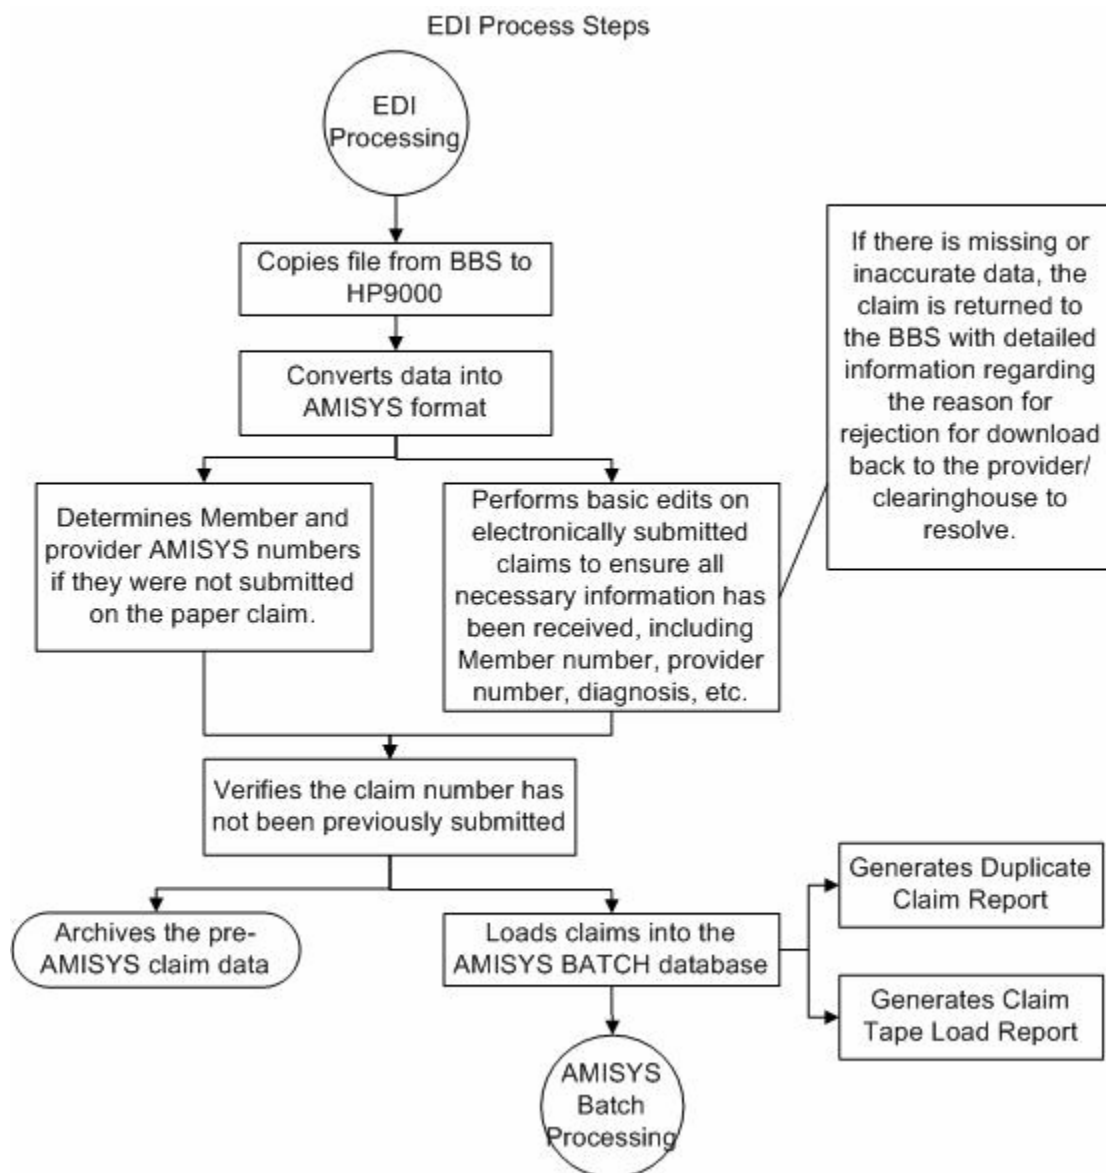 EDI Process Steps
EDI
Processing
Copies file from BBS to
HP9000
Converts data into
AMISYS format
If there is missing or
inaccurate data, the
claim is returned to
the BBS with detailed
information regarding
the reason for
rejection for download
back to the provider/
clearinghouse to
resolve.
Determines Member and
provider AMISYS numbers
if they were not submitted
on the paper claim.
Performs basic edits on
electronically submitted
claims to ensure all
necessary information has
been received, including
Member number, provider
number, diagnosis, etc.
Verifies the claim number has
not been previously submitted
Archives the pre-
AMISYS claim data
Loads claims into the
AMISYS BATCH database
Generates Duplicate
Claim Report
Generates Claim
Tape Load Report
AMISYS
Batch
Processing